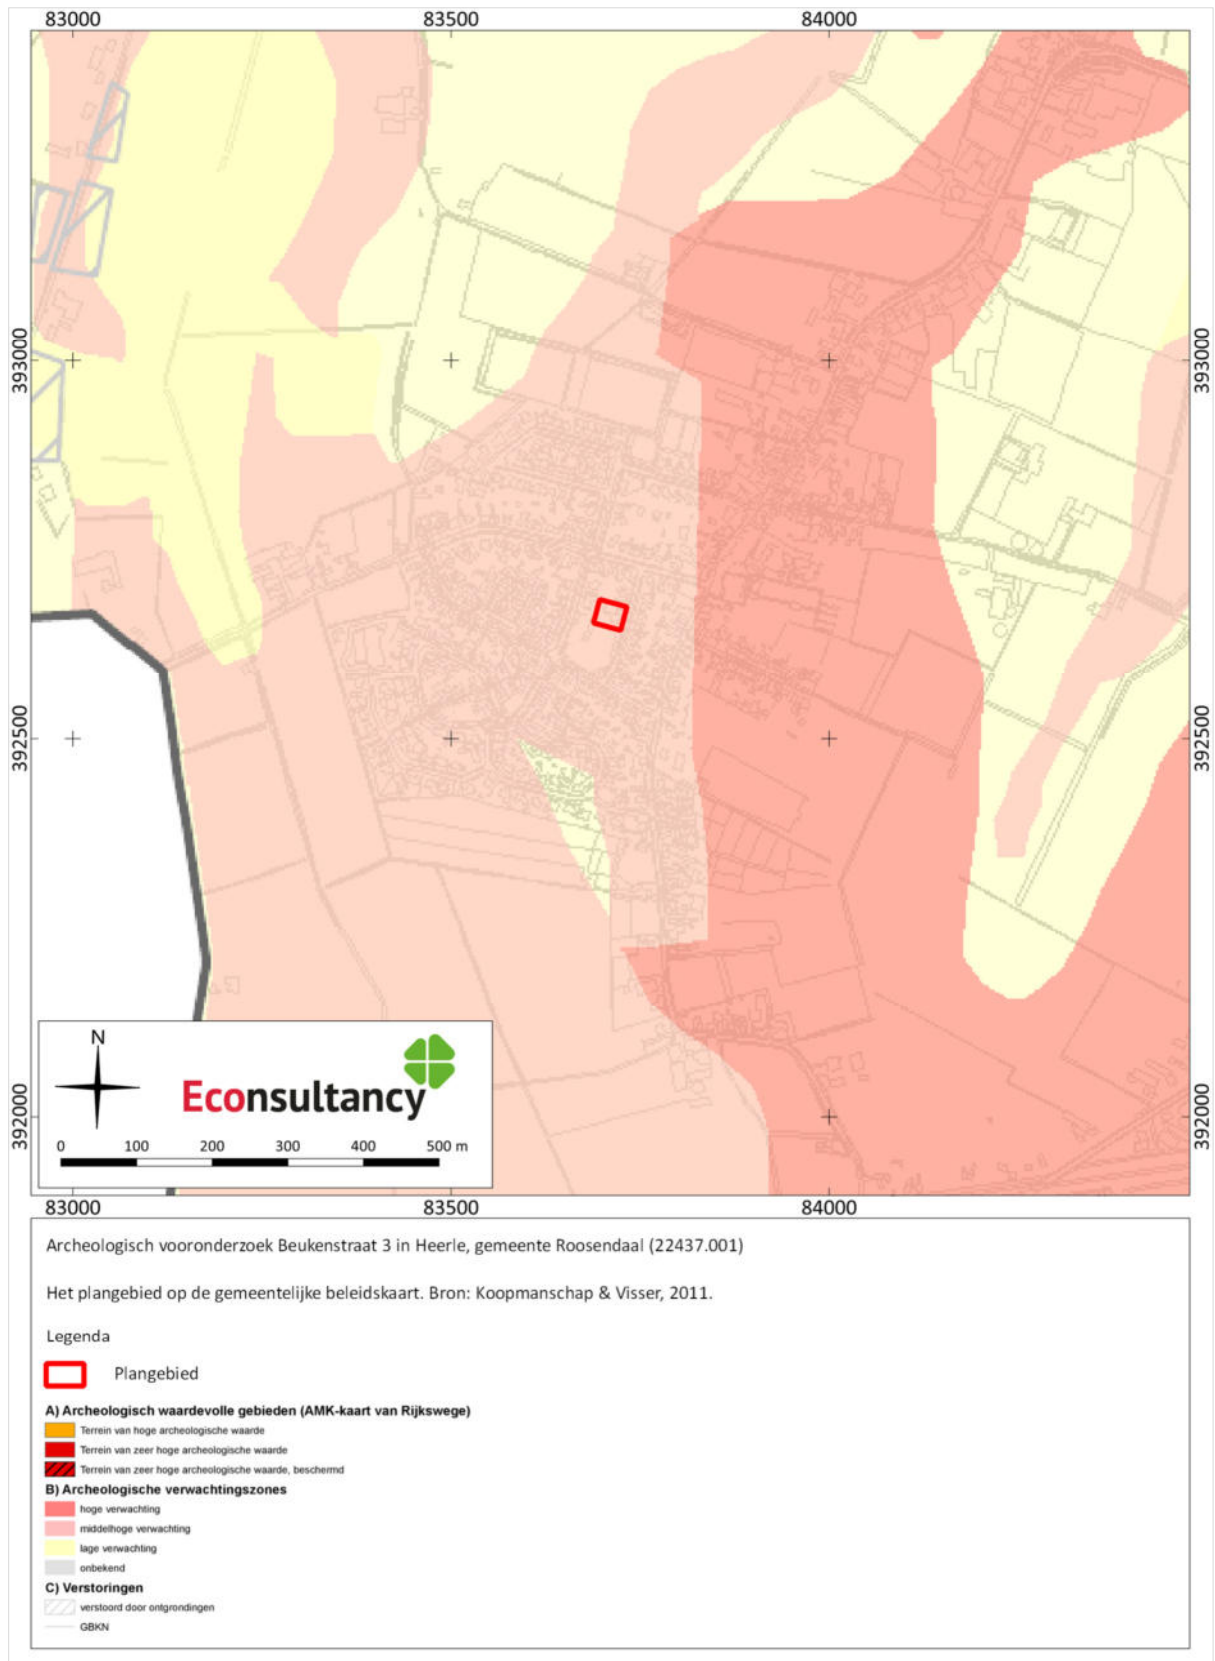 83000 83500 84000
393000 393000
392500 392500
392000 392000
N
Econsultancy
0 100 200 300 400 500 m
83000 83500 84000
Archeologisch vooronderzoek Beukenstraat 3 in Heerle, gemeente Roosendaal (22437.001)
Het plangebied op de gemeentelijke beleidskaart. Bron: Koopmanschap & Visser, 2011.
Legenda
Plangebied
A) Archeologisch waardevolle gebieden (AMK-kaart van Rijkswege)
Terrein van hoge archeologische waarde
Terrein van zeer hoge archeologische waarde
Terrein van zeer hoge archeologische waarde, beschermd
B) Archeologische verwachtingszones
hoge verwachting
middelhoge verwachting
lage verwachting
onbekend
C) Verstoringen
verstoord door ontgrondingen
GBKN